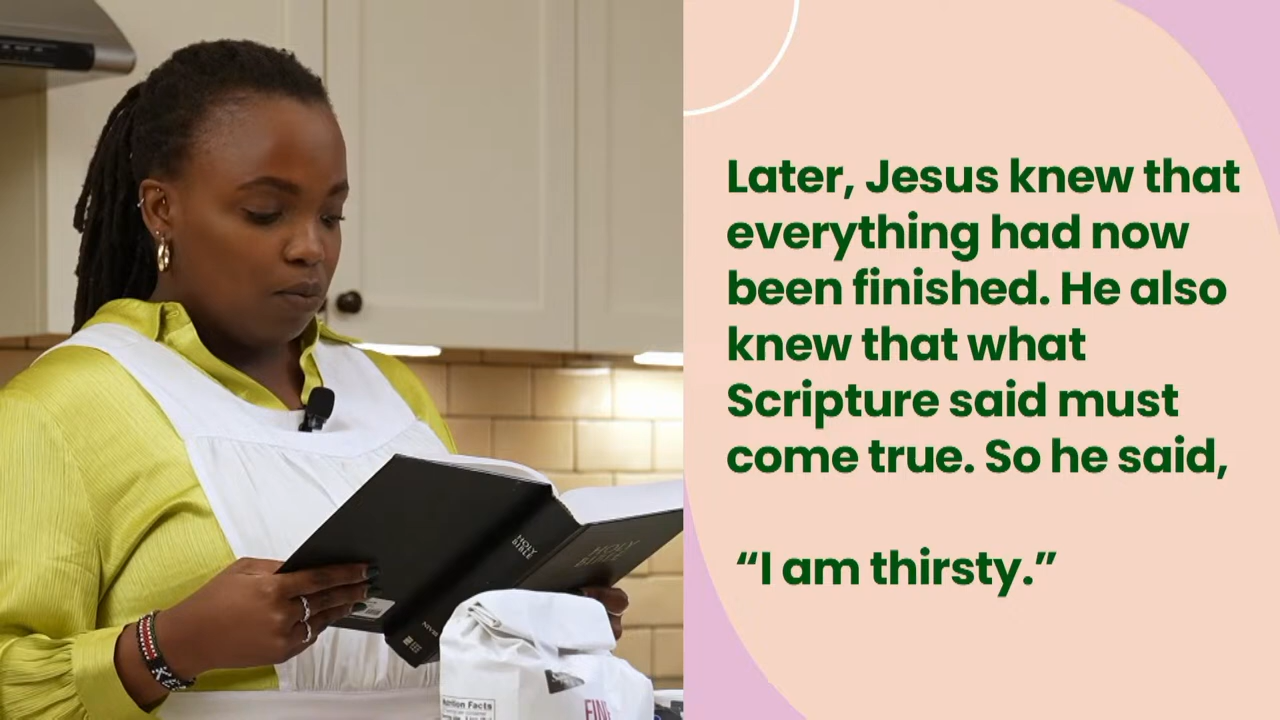 Later, Jesus knew that
everything had now
been finished. He also
knew that what
Scripture said must
come true. So he said,
“I am thirsty.”
HOLY
BIBLE
HOLY
BIBLE
Nutrition Facts